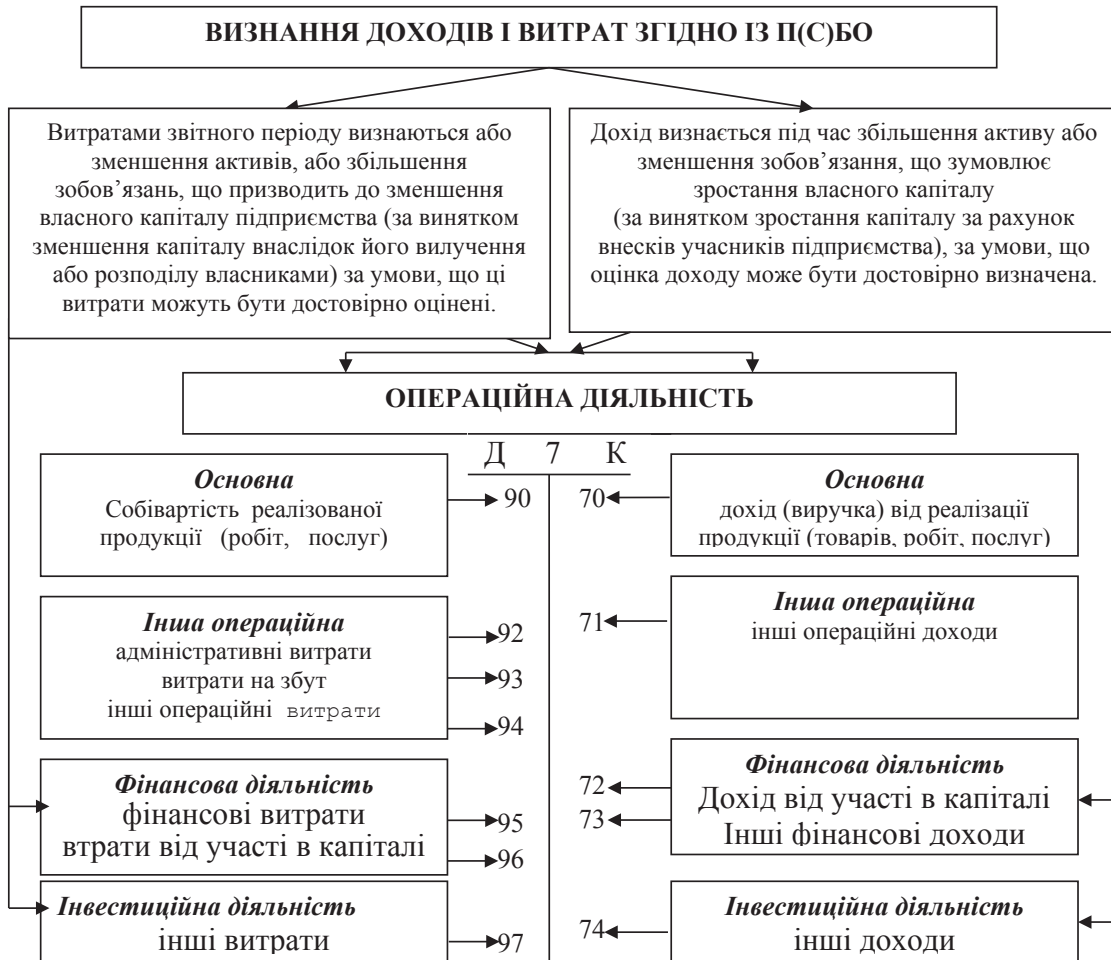 ВИЗНАННЯ ДОХОДІВ І ВИТРАТ ЗГІДНО ІЗ П(С)БО
Витратами звітного періоду визнаються або
зменшення активів, або збільшення
зобов’язань, що призводить до зменшення
власного капіталу підприємства (за винятком
зменшення капіталу внаслідок його вилучення
або розподілу власниками) за умови, що ці
витрати можуть бути достовірно оцінені.
Дохід визнається під час збільшення активу або
зменшення зобов’язання, що зумовлює
зростання власного капіталу
(за винятком зростання капіталу за рахунок
внесків учасників підприємства), за умови, що
оцінка доходу може бути достовірно визначена.
ОПЕРАЦІЙНА ДІЯЛЬНІСТЬ
Д 7 К
Основна
Собівартість реалізованої
продукції (робіт, послуг)
90
70
Основна
дохід (виручка) від реалізації
продукції (товарів, робіт, послуг)
Інша операційна
адміністративні витрати
витрати на збут
інші операційні витрати
92
93
94
71
Інша операційна
інші операційні доходи
Фінансова діяльність
фінансові витрати
втрати від участі в капіталі
95
96
72
73
Фінансова діяльність
Дохід від участі в капіталі
Інші фінансові доходи
Інвестиційна діяльність
інші витрати
97
74
Інвестиційна діяльність
інші доходи